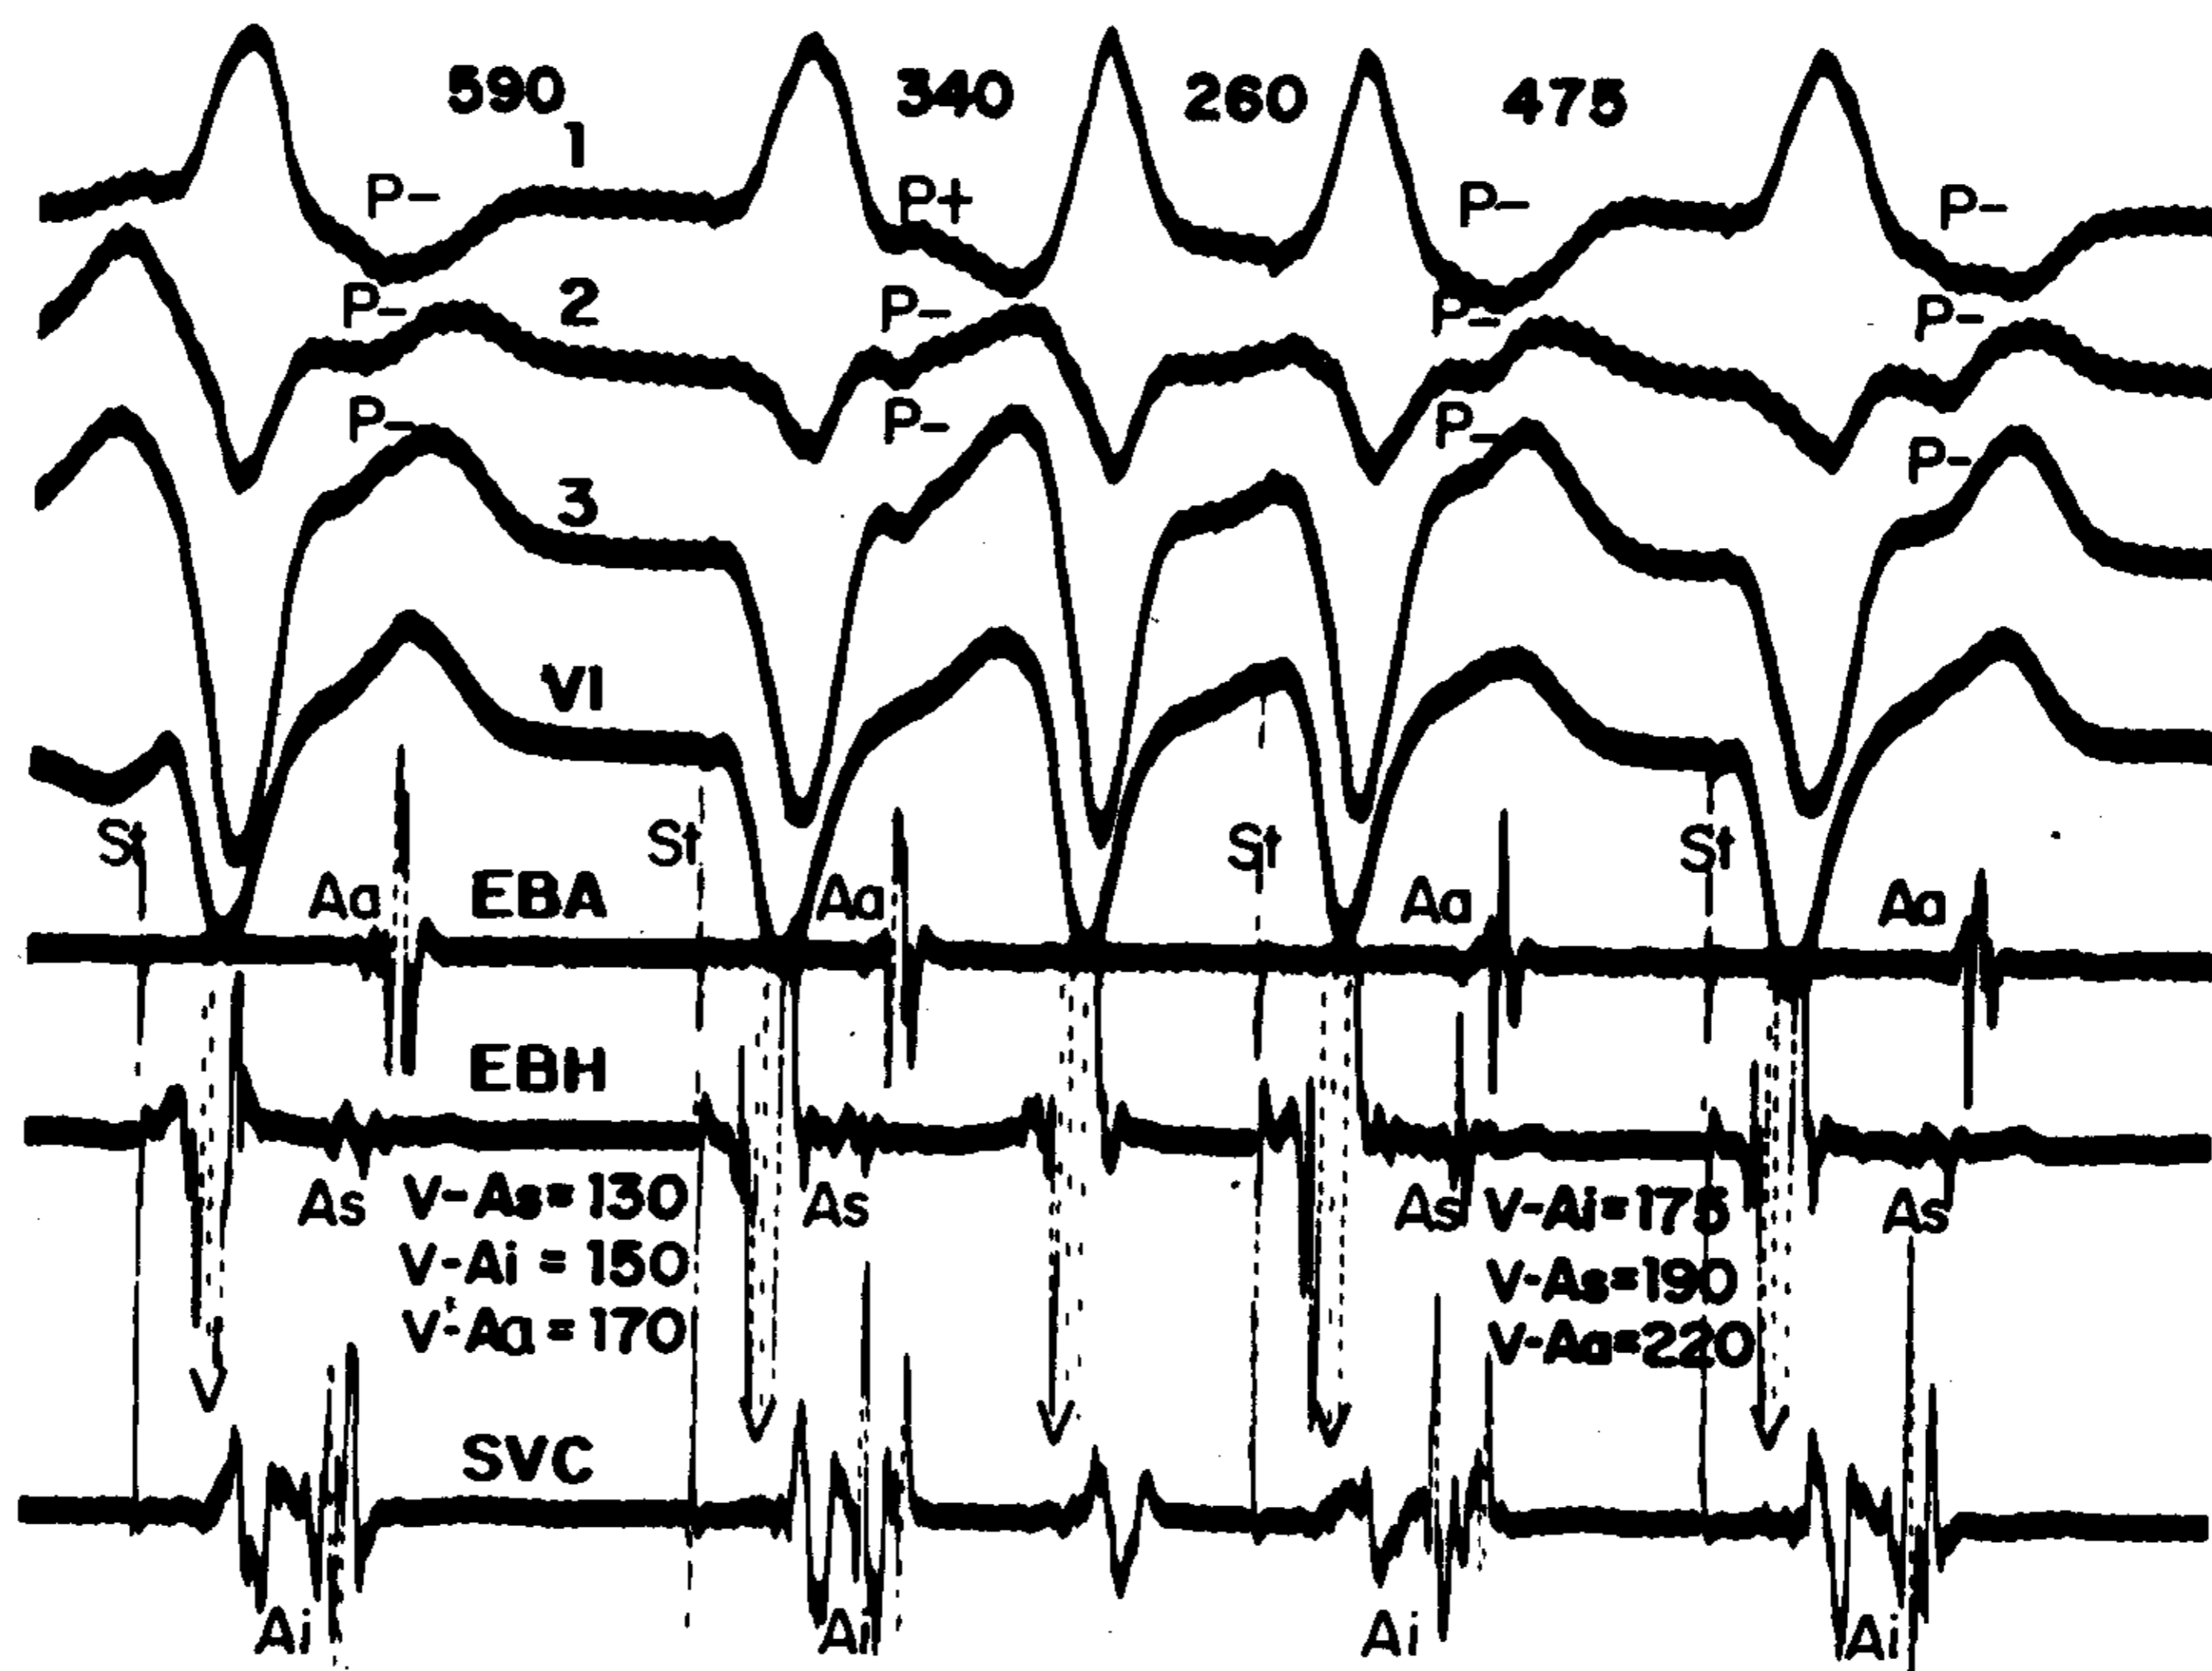 590 340 260 475
1
P- P+ P- P-
2
P- P- P- P-
3
P- P- P- P-
V1
St St St St
Aa EBA Aa Aa Aa
EBH
As As As As
V-As=130
V-Ai=150
V-Aa=170
V-Ai=175
V-As=190
V-Aa=220
V
SVC
Ai Ai Ai Ai